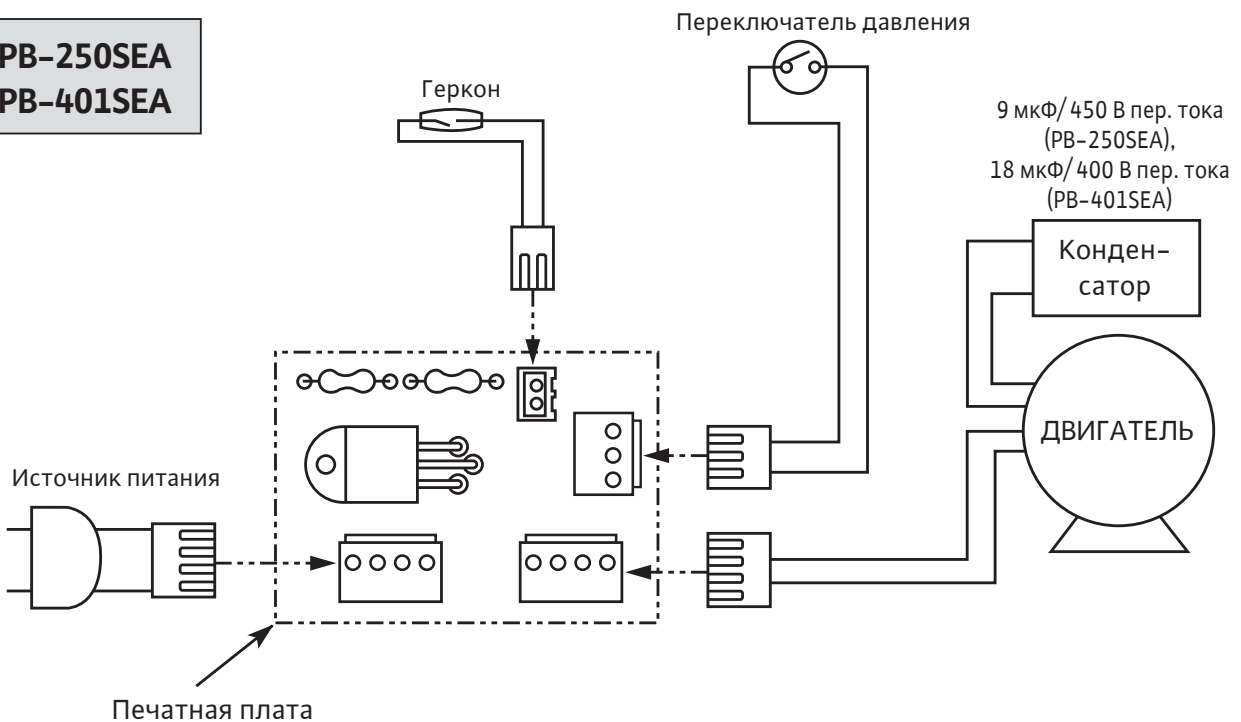 PB-250SEA
PB-401SEA
Переключатель давления
Геркон
9 мкФ/450 В пер. тока
(PB-250SEA),
18 мкФ/400 В пер. тока
(PB-401SEA)
Конден-
сатор
ДВИГАТЕЛЬ
Источник питания
Печатная плата